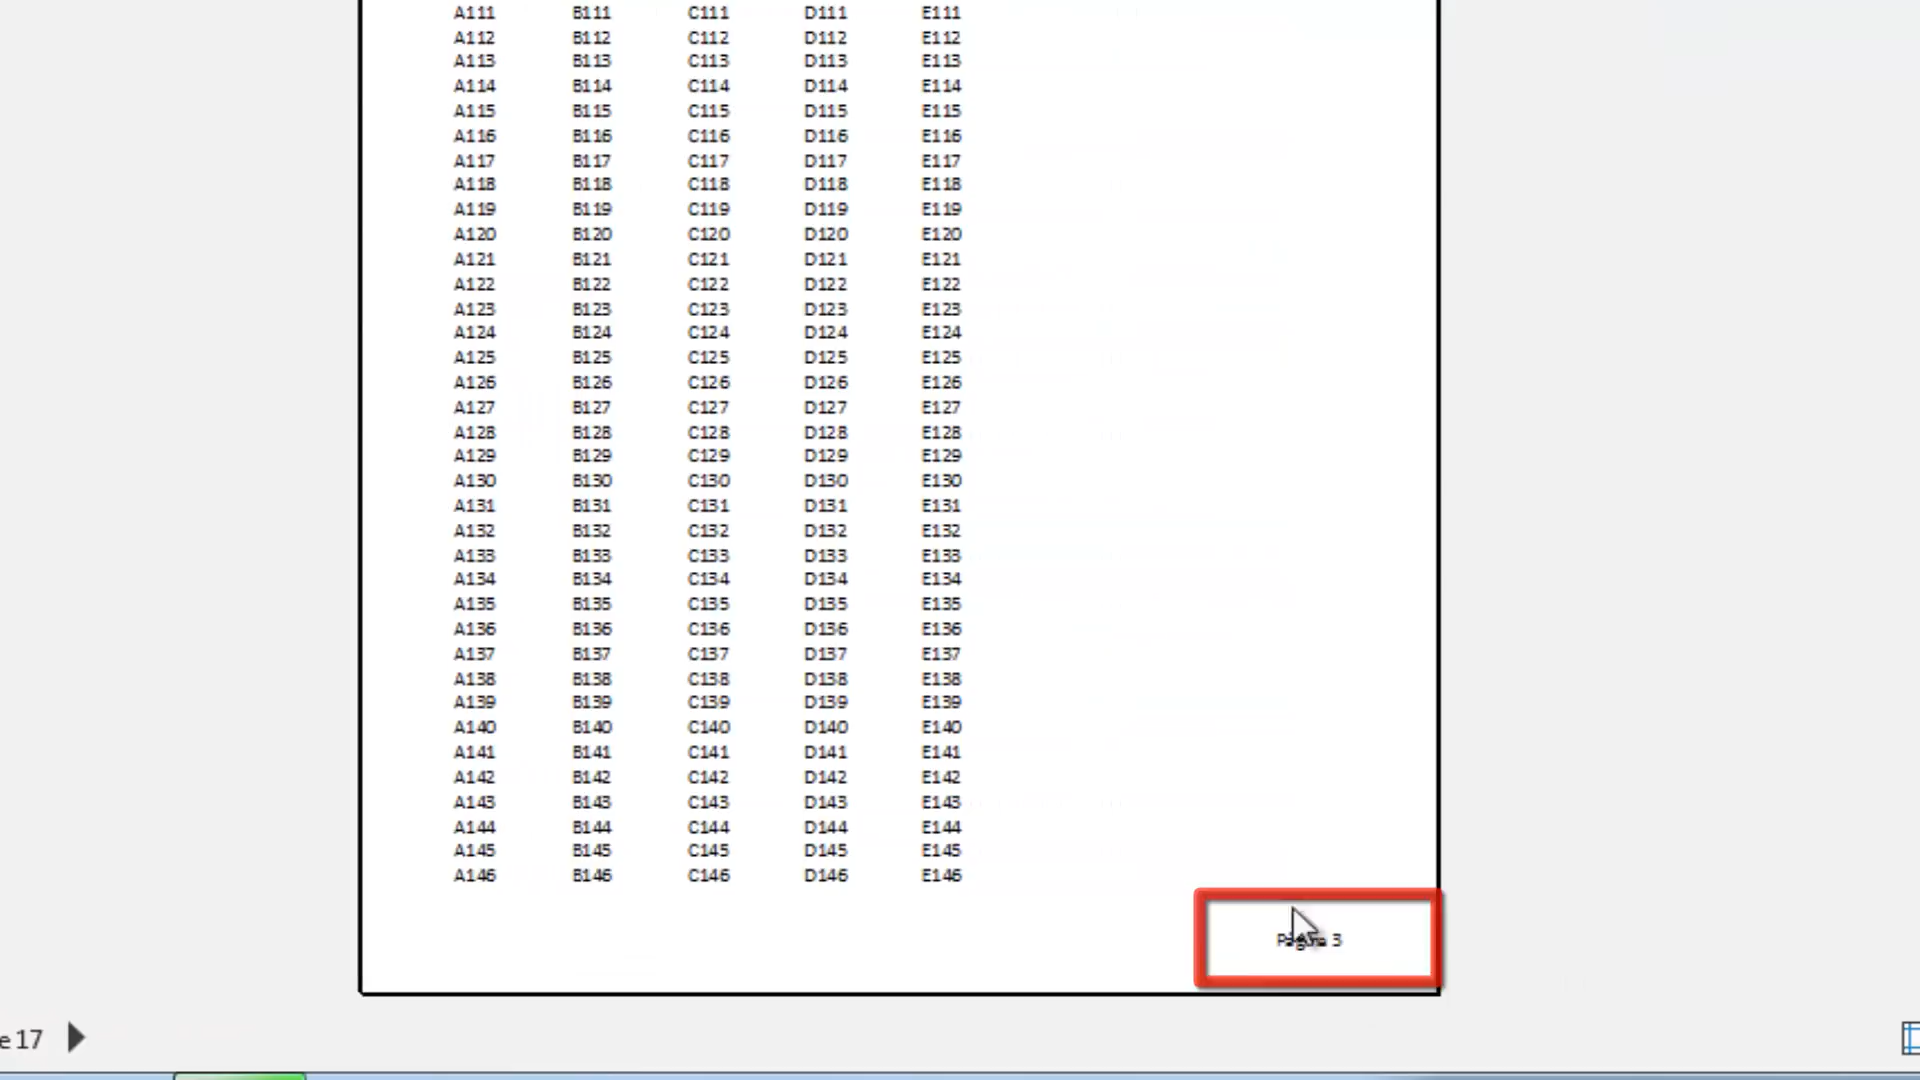 A111 B111 C111 D111 E111
A112 B112 C112 D112 E112
A113 B113 C113 D113 E113
A114 B114 C114 D114 E114
A115 B115 C115 D115 E115
A116 B116 C116 D116 E116
A117 B117 C117 D117 E117
A118 B118 C118 D118 E118
A119 B119 C119 D119 E119
A120 B120 C120 D120 E120
A121 B121 C121 D121 E121
A122 B122 C122 D122 E122
A123 B123 C123 D123 E123
A124 B124 C124 D124 E124
A125 B125 C125 D125 E125
A126 B126 C126 D126 E126
A127 B127 C127 D127 E127
A128 B128 C128 D128 E128
A129 B129 C129 D129 E129
A130 B130 C130 D130 E130
A131 B131 C131 D131 E131
A132 B132 C132 D132 E132
A133 B133 C133 D133 E133
A134 B134 C134 D134 E134
A135 B135 C135 D135 E135
A136 B136 C136 D136 E136
A137 B137 C137 D137 E137
A138 B138 C138 D138 E138
A139 B139 C139 D139 E139
A140 B140 C140 D140 E140
A141 B141 C141 D141 E141
A142 B142 C142 D142 E142
A143 B143 C143 D143 E143
A144 B144 C144 D144 E144
A145 B145 C145 D145 E145
A146 B146 C146 D146 E146
Página 3
e 17